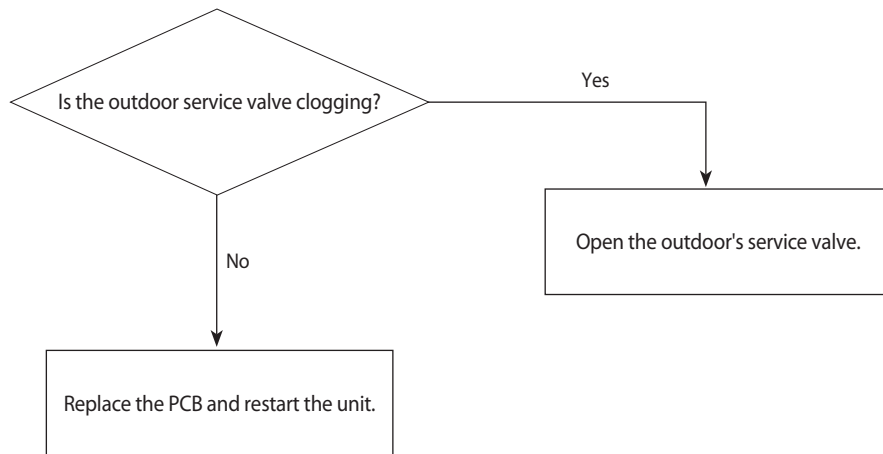 Is the outdoor service valve clogging?
Yes
Open the outdoor's service valve.
No
Replace the PCB and restart the unit.